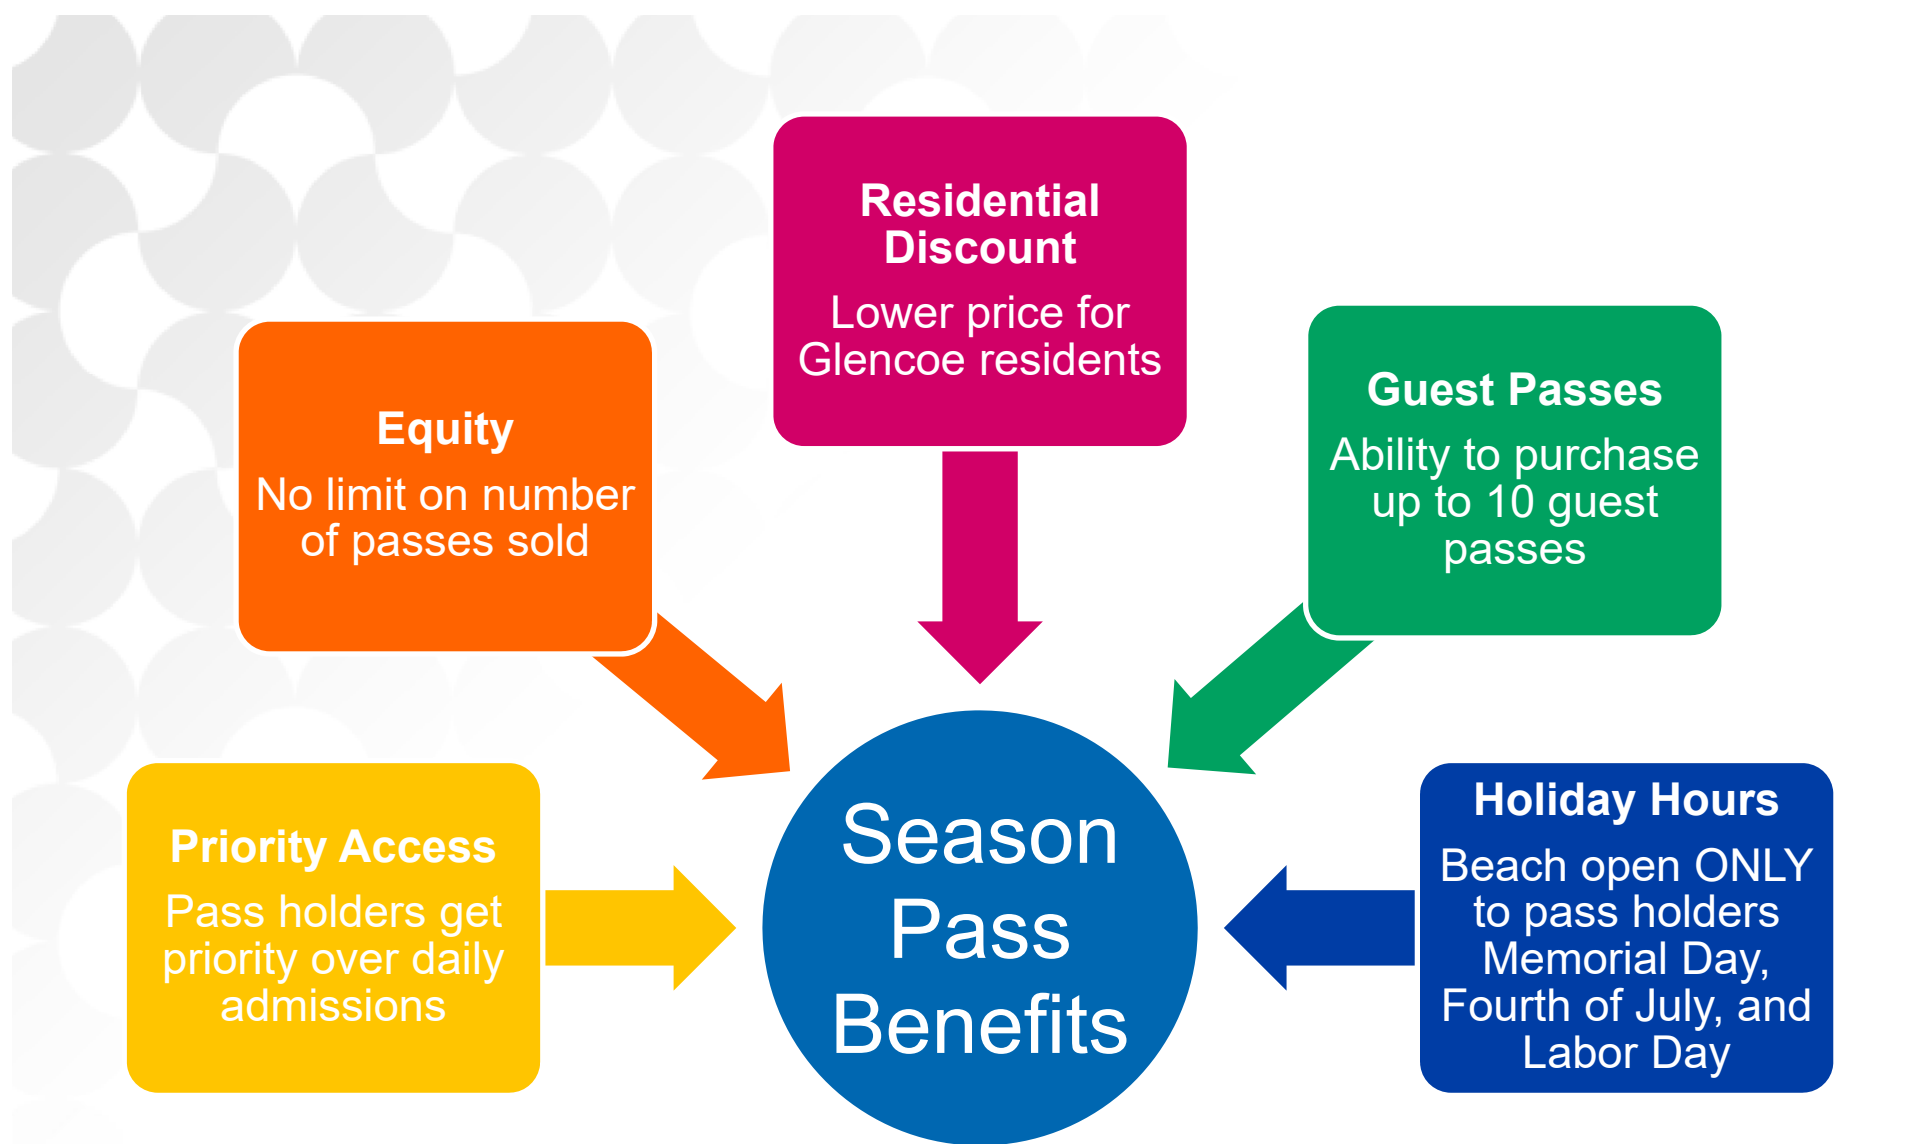 Residential
Discount
Lower price for
Glencoe residents
Equity
No limit on number
of passes sold
Guest Passes
Ability to purchase
up to 10 guest
passes
Priority Access
Pass holders get
priority over daily
admissions
Season
Pass
Benefits
Holiday Hours
Beach open ONLY
to pass holders
Memorial Day,
Fourth of July, and
Labor Day